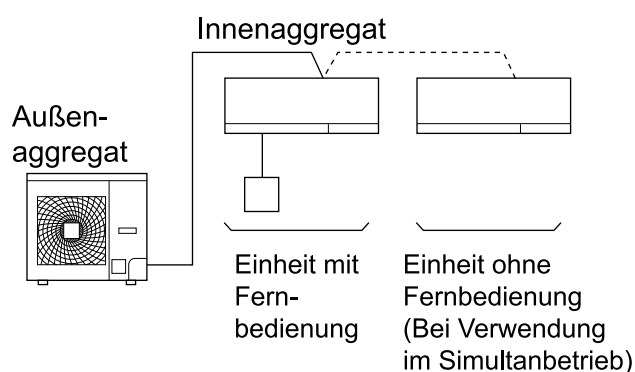 Innenaggregat
Außen-
aggregat
Einheit mit
Fern-
bedienung
Einheit ohne
Fernbedienung
(Bei Verwendung
im Simultanbetrieb)